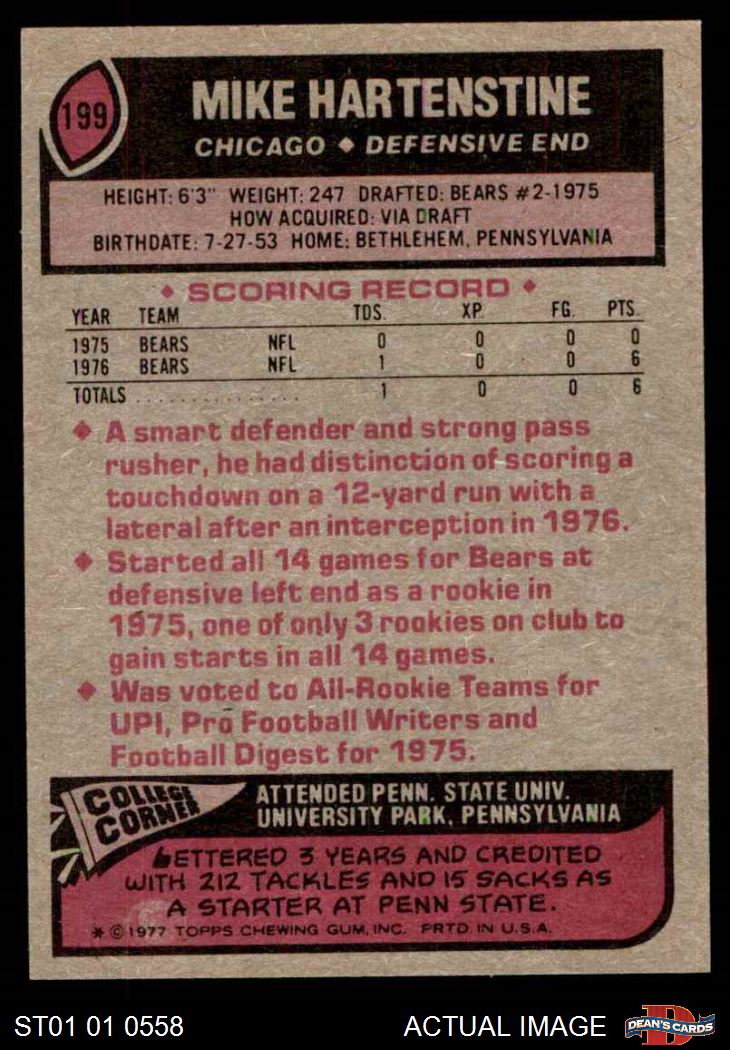 199
MIKE HARTENSTINE
CHICAGO ◆ DEFENSIVE END
HEIGHT: 6'3" WEIGHT: 247 DRAFTED: BEARS #2-1975
HOW ACQUIRED: VIA DRAFT
BIRTHDATE: 7-27-53 HOME: BETHLEHEM, PENNSYLVANIA
◆ SCORING RECORD ◆
YEAR TEAM TDS. XP. FG. PTS.
1975 BEARS NFL 0 0 0 0
1976 BEARS NFL 1 0 0 6
TOTALS ................ 1 0 0 6
◆ A smart defender and strong pass
rusher, he had distinction of scoring a
touchdown on a 12-yard run with a
lateral after an interception in 1976.
◆ Started all 14 games for Bears at
defensive left end as a rookie in
1975, one of only 3 rookies on club to
gain starts in all 14 games.
◆ Was voted to All-Rookie Teams for
UPI, Pro Football Writers and
Football Digest for 1975.
COLLEGE
CORNER
ATTENDED PENN. STATE UNIV.
UNIVERSITY PARK, PENNSYLVANIA
LETTERED 3 YEARS AND CREDITED
WITH 212 TACKLES AND 15 SACKS AS
A STARTER AT PENN STATE.
* © 1977 TOPPS CHEWING GUM, INC. PRTD. IN U.S.A.
ST01 01 0558
ACTUAL IMAGE
D
DEAN'S CARDS